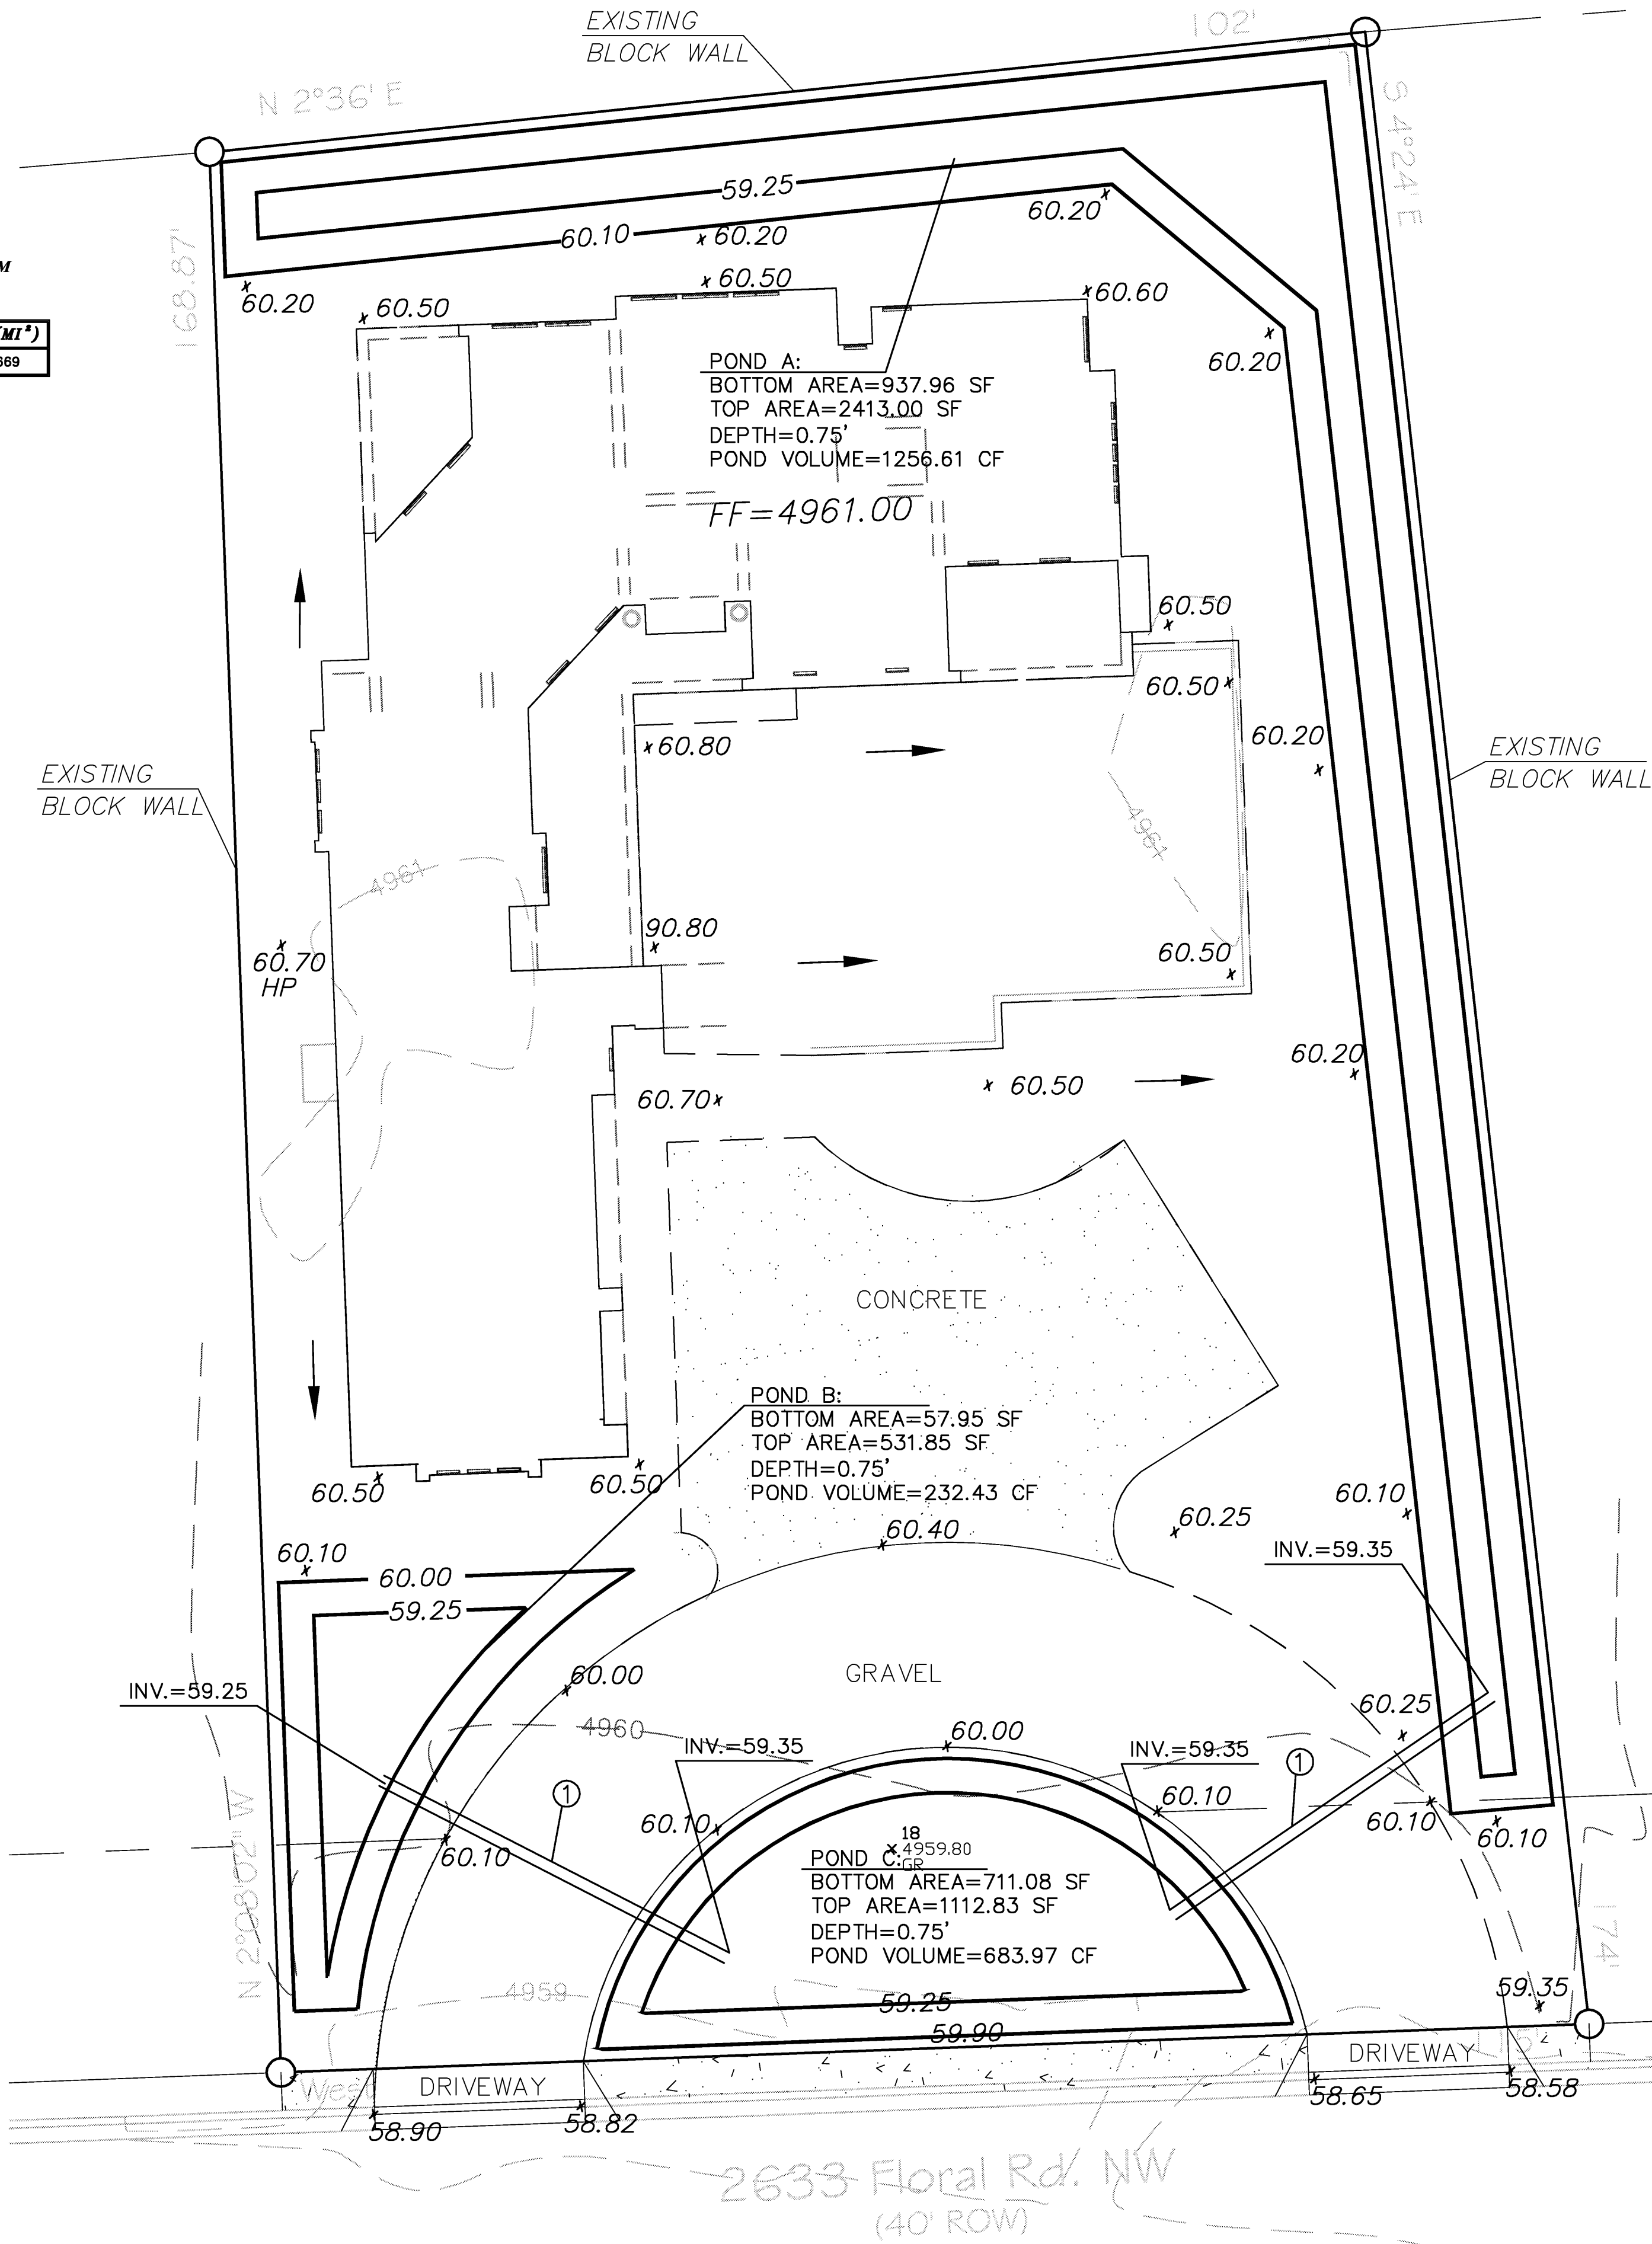 EXISTING
BLOCK WALL
102'
N 2°36' E
S 4°24' E
168.87'
M
(MI²)
669
59.25
60.10
60.20
60.20
60.20
60.50
60.50
60.60
60.20
POND A:
BOTTOM AREA=937.96 SF
TOP AREA=2413.00 SF
DEPTH=0.75'
POND VOLUME=1256.61 CF
FF=4961.00
60.50
60.50
60.20
60.80
EXISTING
BLOCK WALL
EXISTING
BLOCK WALL
4961
4961
90.80
60.50
60.70
HP
60.20
60.70
60.50
CONCRETE
POND B:
BOTTOM AREA=57.95 SF
TOP AREA=531.85 SF
DEPTH=0.75'
POND VOLUME=232.43 CF
60.50
60.50
60.10
60.25
60.40
INV.=59.35
60.10
60.00
59.25
GRAVEL
60.00
INV.=59.25
4960
60.00
60.25
INV.=59.35
INV.=59.35
1
1
60.10
60.10
60.10
60.10
60.10
18
4959.80
GR
POND C:
BOTTOM AREA=711.08 SF
TOP AREA=1112.83 SF
DEPTH=0.75'
POND VOLUME=683.97 CF
N 2°08'02" W
174'
4959
59.25
59.35
59.90
DRIVEWAY
DRIVEWAY
West
58.90
58.82
58.65
58.58
2633 Floral Rd. NW
(40' ROW)